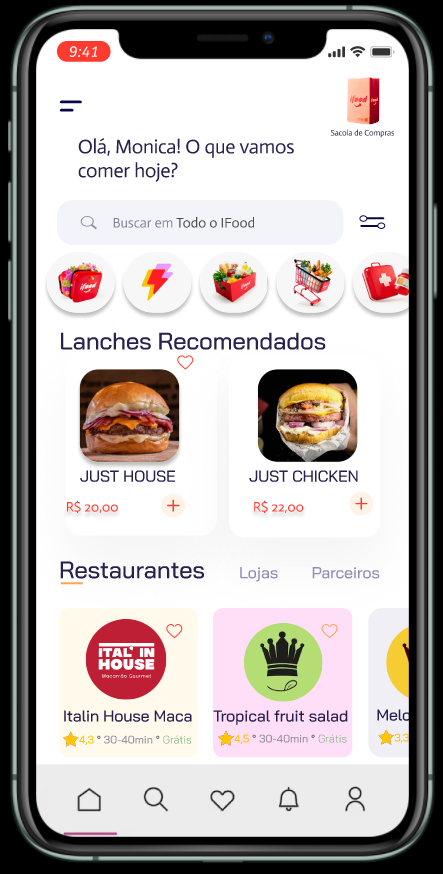 9:41
ifood
Sacola de Compras
Olá, Monica! O que vamos
comer hoje?
Buscar em Todo o IFood
ifood
ifood
Lanches Recomendados
JUST HOUSE
JUST CHICKEN
R$ 20,00 +
R$ 22,00 +
Restaurantes Lojas Parceiros
ITAL' IN
HOUSE
Macarrão Gourmet
Italin House Maca
Tropical fruit salad
Melo
4,3 ° 30-40min ° Grátis
4,5 ° 30-40min ° Grátis
3,3